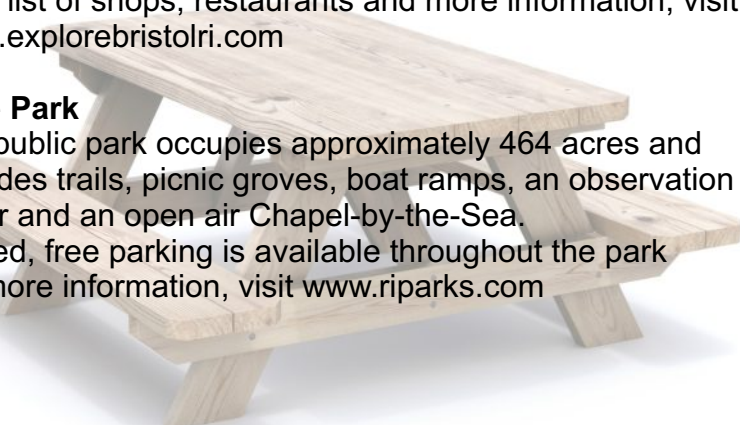 list of shops, restaurants and more information, visit
.explorebristolri.com
Park
public park occupies approximately 464 acres and
des trails, picnic groves, boat ramps, an observation
r and an open air Chapel-by-the-Sea.
ed, free parking is available throughout the park
more information, visit www.riparks.com